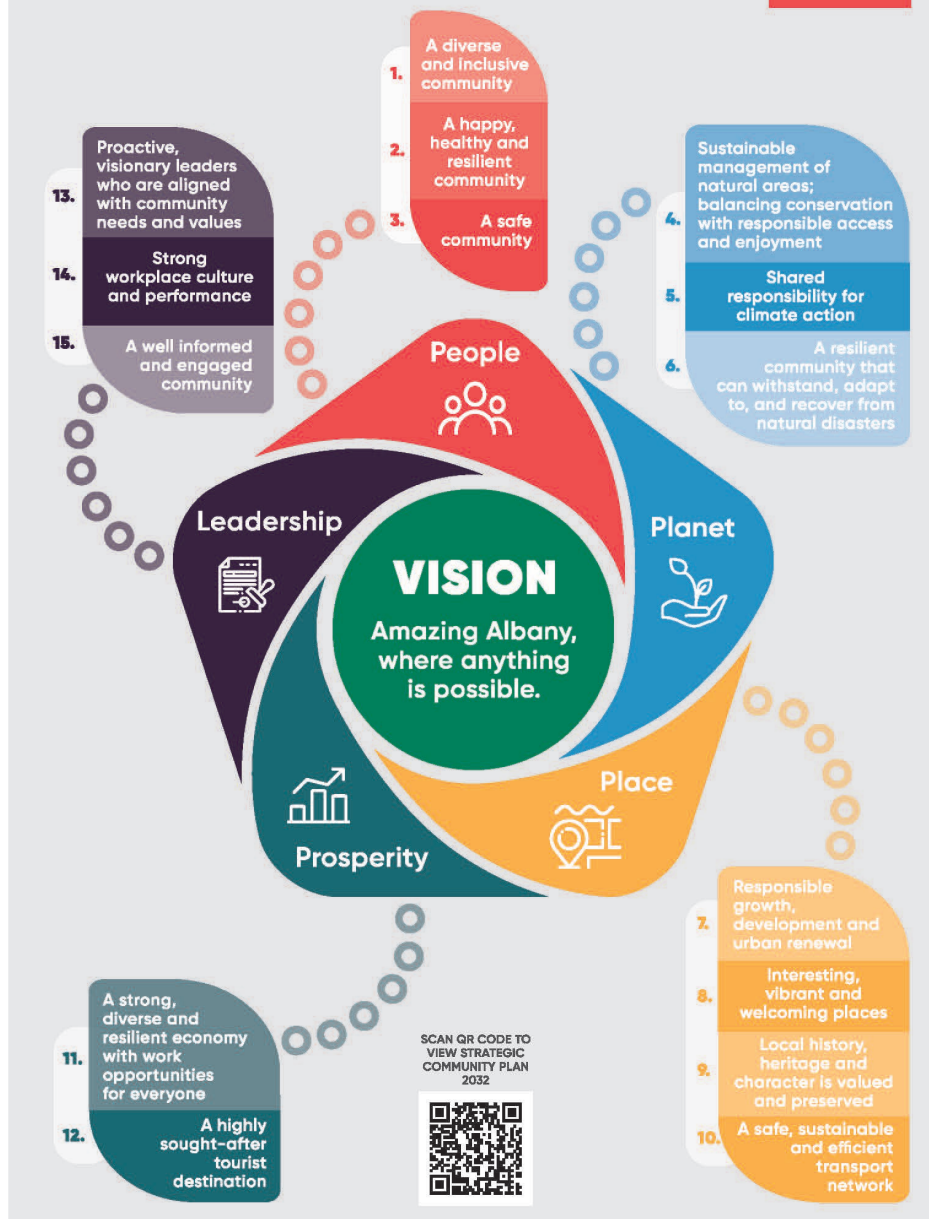 1.
A diverse
and inclusive
community
2.
A happy,
healthy and
resilient
community
3.
A safe
community
13.
Proactive,
visionary leaders
who are aligned
with community
needs and values
14.
Strong
workplace culture
and performance
15.
A well informed
and engaged
community
4.
Sustainable
management of
natural areas;
balancing conservation
with responsible access
and enjoyment
5.
Shared
responsibility for
climate action
6.
A resilient
community that
can withstand, adapt
to, and recover from
natural disasters
People
Leadership
Planet
VISION
Amazing Albany,
where anything
is possible.
Place
Prosperity
7.
Responsible
growth,
development and
urban renewal
8.
Interesting,
vibrant and
welcoming places
9.
Local history,
heritage and
character is valued
and preserved
10.
A safe, sustainable
and efficient
transport
network
11.
A strong,
diverse and
resilient economy
with work
opportunities
for everyone
12.
A highly
sought-after
tourist
destination
SCAN QR CODE TO
VIEW STRATEGIC
COMMUNITY PLAN
2032